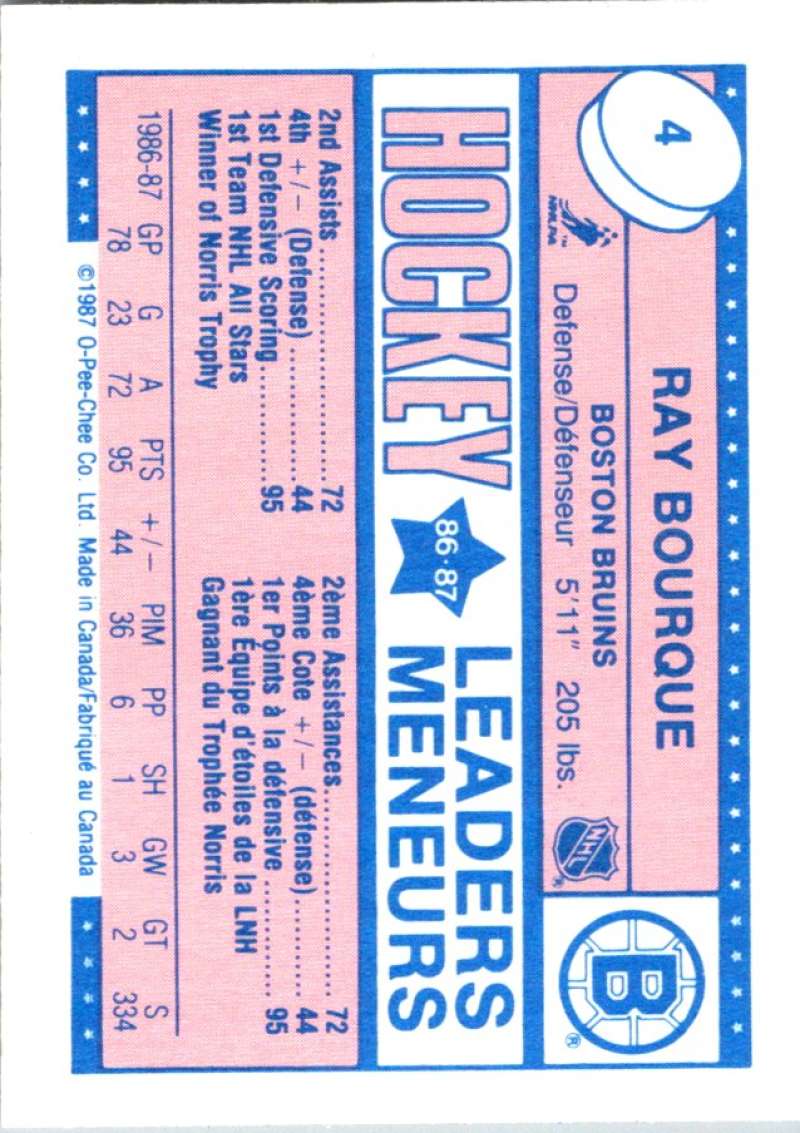 4
RAY BOURQUE
BOSTON BRUINS
NHLPA™
Defense/Défenseur 5'11" 205 lbs.
NHL ®
B ®
HOCKEY 86·87 LEADERS
MENEURS
2nd Assists....................72
4th +/− (Defense)...............44
1st Defensive Scoring............95
1st Team NHL All Stars
Winner of Norris Trophy
2ème Assistances......................72
4ème Cote +/− (défense)..........44
1er Points à la défensive............95
1ère Équipe d'étoiles de la LNH
Gagnant du Trophée Norris
1986-87 GP G A PTS +/− PIM PP SH GW GT S
78 23 72 95 44 36 6 1 3 2 334
©1987 O-Pee-Chee Co. Ltd. Made in Canada/Fabriqué au Canada